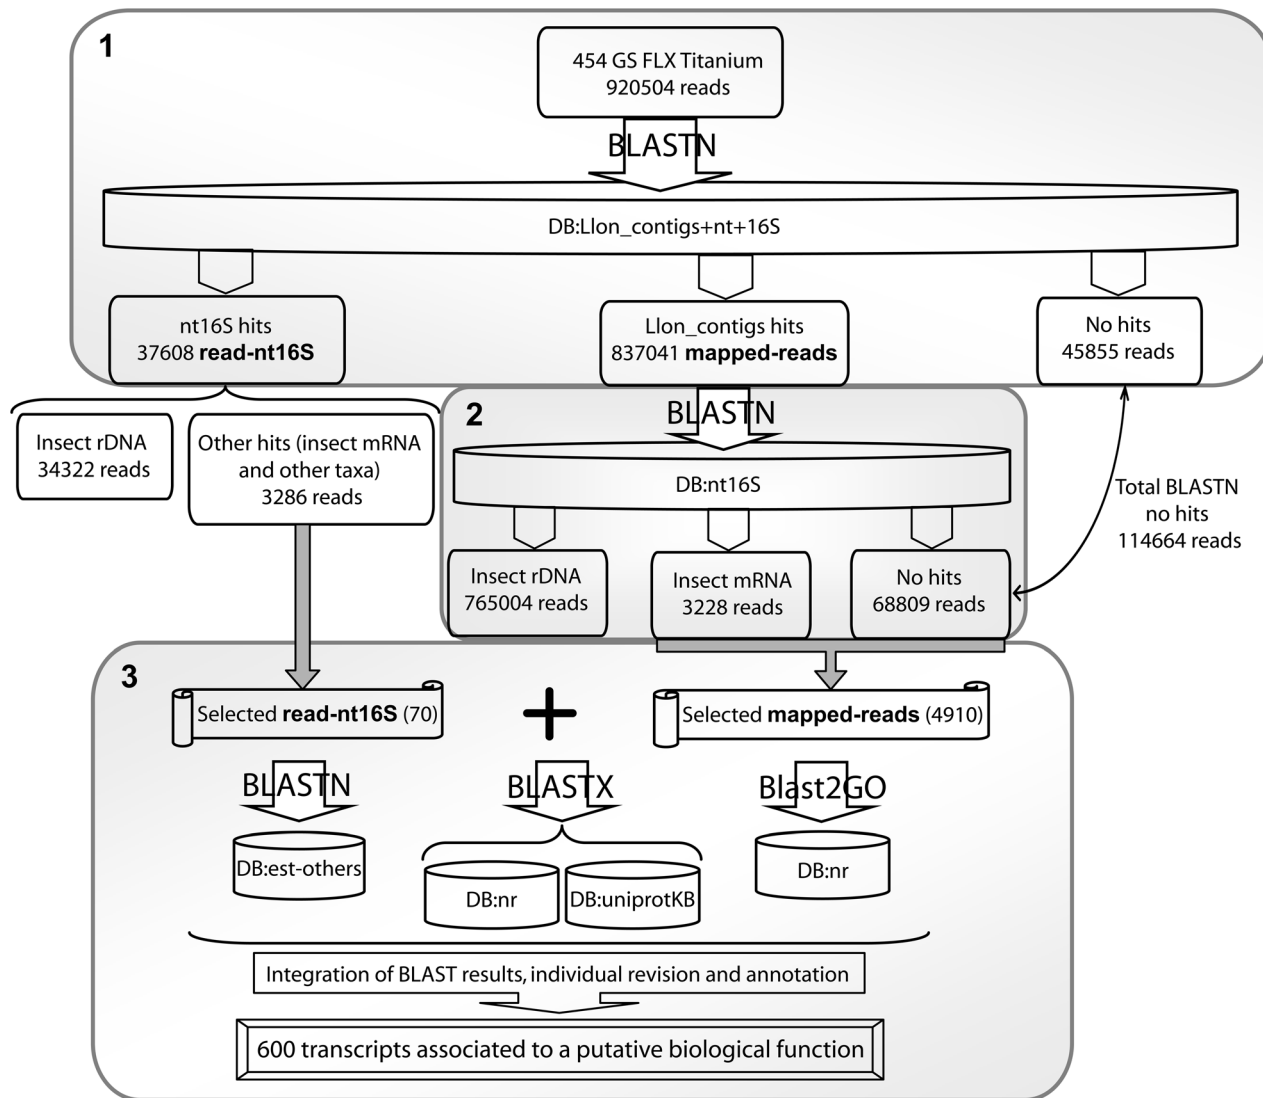 1
454 GS FLX Titanium
920504 reads
BLASTN
DB:Llon_contigs+nt+16S
nt16S hits
37608 read-nt16S
Llon_contigs hits
837041 mapped-reads
No hits
45855 reads
Insect rDNA
34322 reads
Other hits (insect mRNA
and other taxa)
3286 reads
2
BLASTN
DB:nt16S
Insect rDNA
765004 reads
Insect mRNA
3228 reads
No hits
68809 reads
Total BLASTN
no hits
114664 reads
3
Selected read-nt16S (70)
+
Selected mapped-reads (4910)
BLASTN
BLASTX
Blast2GO
DB:est-others
DB:nr
DB:uniprotKB
DB:nr
Integration of BLAST results, individual revision and annotation
600 transcripts associated to a putative biological function